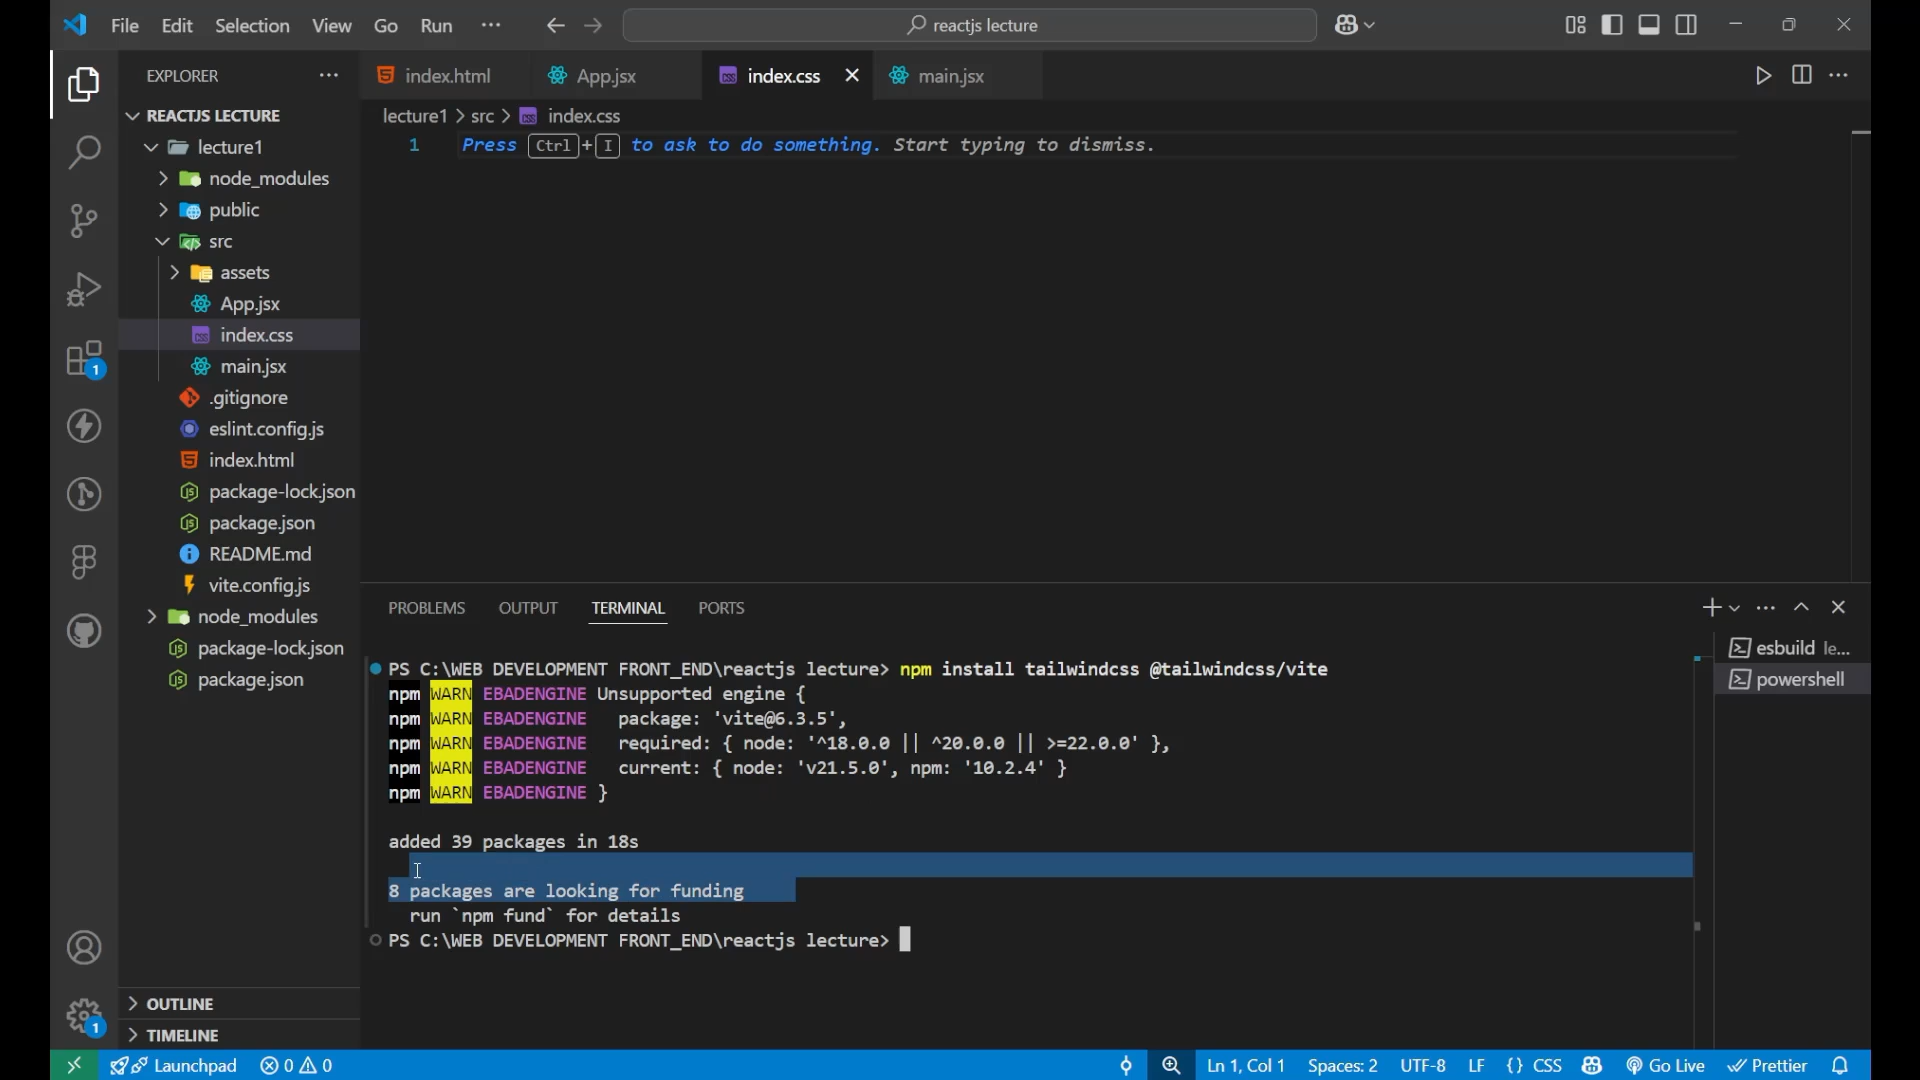 File Edit Selection View Go Run ··· reactjs lecture
EXPLORER ···
index.html App.jsx index.css main.jsx
REACTJS LECTURE
lecture1 > src > index.css
1 Press Ctrl+I to ask to do something. Start typing to dismiss.
lecture1
node_modules
public
src
assets
App.jsx
index.css
main.jsx
.gitignore
eslint.config.js
index.html
package-lock.json
package.json
README.md
vite.config.js
node_modules
package-lock.json
package.json
OUTLINE
TIMELINE
1
1
PROBLEMS OUTPUT TERMINAL PORTS
PS C:\WEB DEVELOPMENT FRONT_END\reactjs lecture> npm install tailwindcss @tailwindcss/vite
npm WARN EBADENGINE Unsupported engine {
npm WARN EBADENGINE   package: 'vite@6.3.5',
npm WARN EBADENGINE   required: { node: '^18.0.0 || ^20.0.0 || >=22.0.0' },
npm WARN EBADENGINE   current: { node: 'v21.5.0', npm: '10.2.4' }
npm WARN EBADENGINE }
added 39 packages in 18s
8 packages are looking for funding
run `npm fund` for details
PS C:\WEB DEVELOPMENT FRONT_END\reactjs lecture>
esbuild le...
powershell
Launchpad 0 0 Ln 1, Col 1 Spaces: 2 UTF-8 LF {} CSS Go Live Prettier